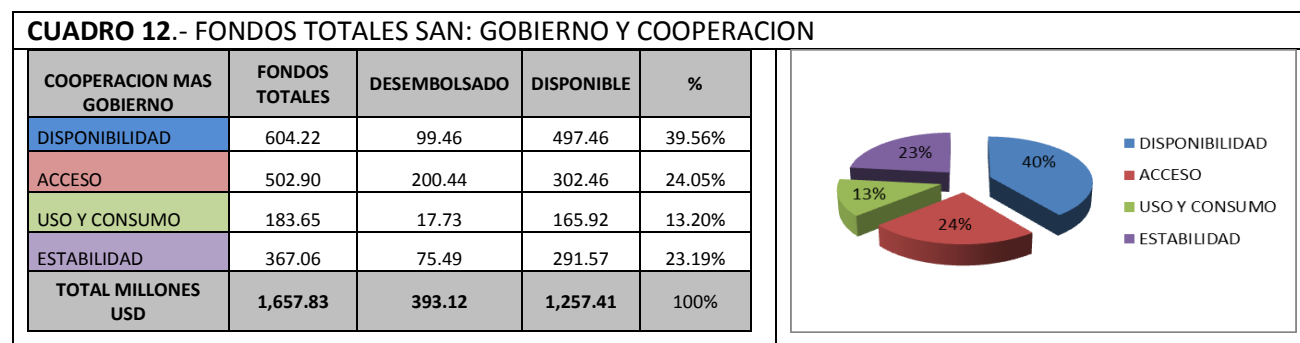 CUADRO 12.- FONDOS TOTALES SAN: GOBIERNO Y COOPERACION
COOPERACION MAS
GOBIERNO
FONDOS
TOTALES
DESEMBOLSADO
DISPONIBLE
%
DISPONIBILIDAD 604.22 99.46 497.46 39.56%
ACCESO 502.90 200.44 302.46 24.05%
USO Y CONSUMO 183.65 17.73 165.92 13.20%
ESTABILIDAD 367.06 75.49 291.57 23.19%
TOTAL MILLONES
USD
1,657.83 393.12 1,257.41 100%
23%
40%
13%
24%
DISPONIBILIDAD
ACCESO
USO Y CONSUMO
ESTABILIDAD